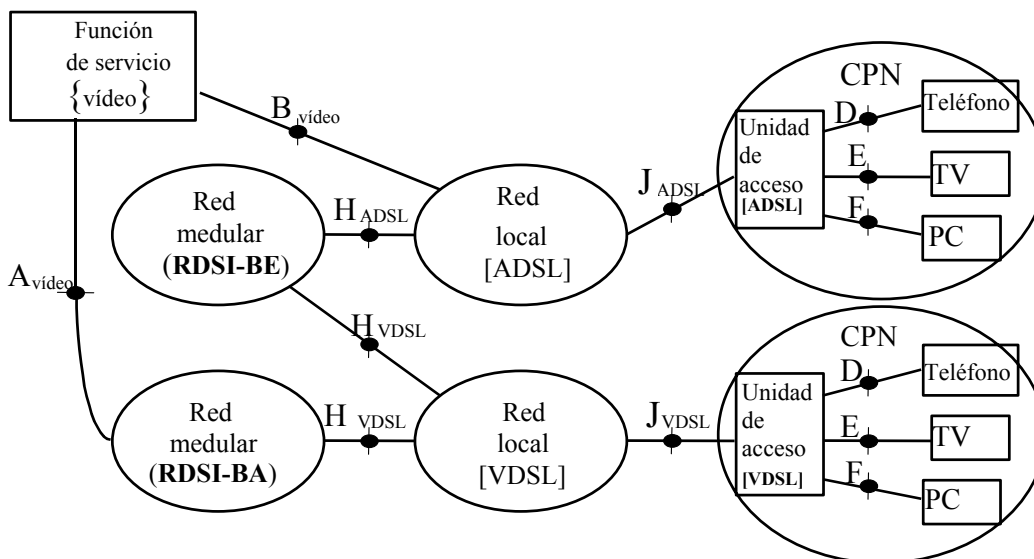 Función
de servicio
{vídeo}
B vídeo
A vídeo
Red
medular
(RDSI-BE)
H ADSL
Red
local
[ADSL]
J ADSL
CPN
Unidad
de
acceso
[ADSL]
D
E
F
Teléfono
TV
PC
H VDSL
Red
medular
(RDSI-BA)
H VDSL
Red
local
[VDSL]
J VDSL
CPN
Unidad
de
acceso
[VDSL]
D
E
F
Teléfono
TV
PC